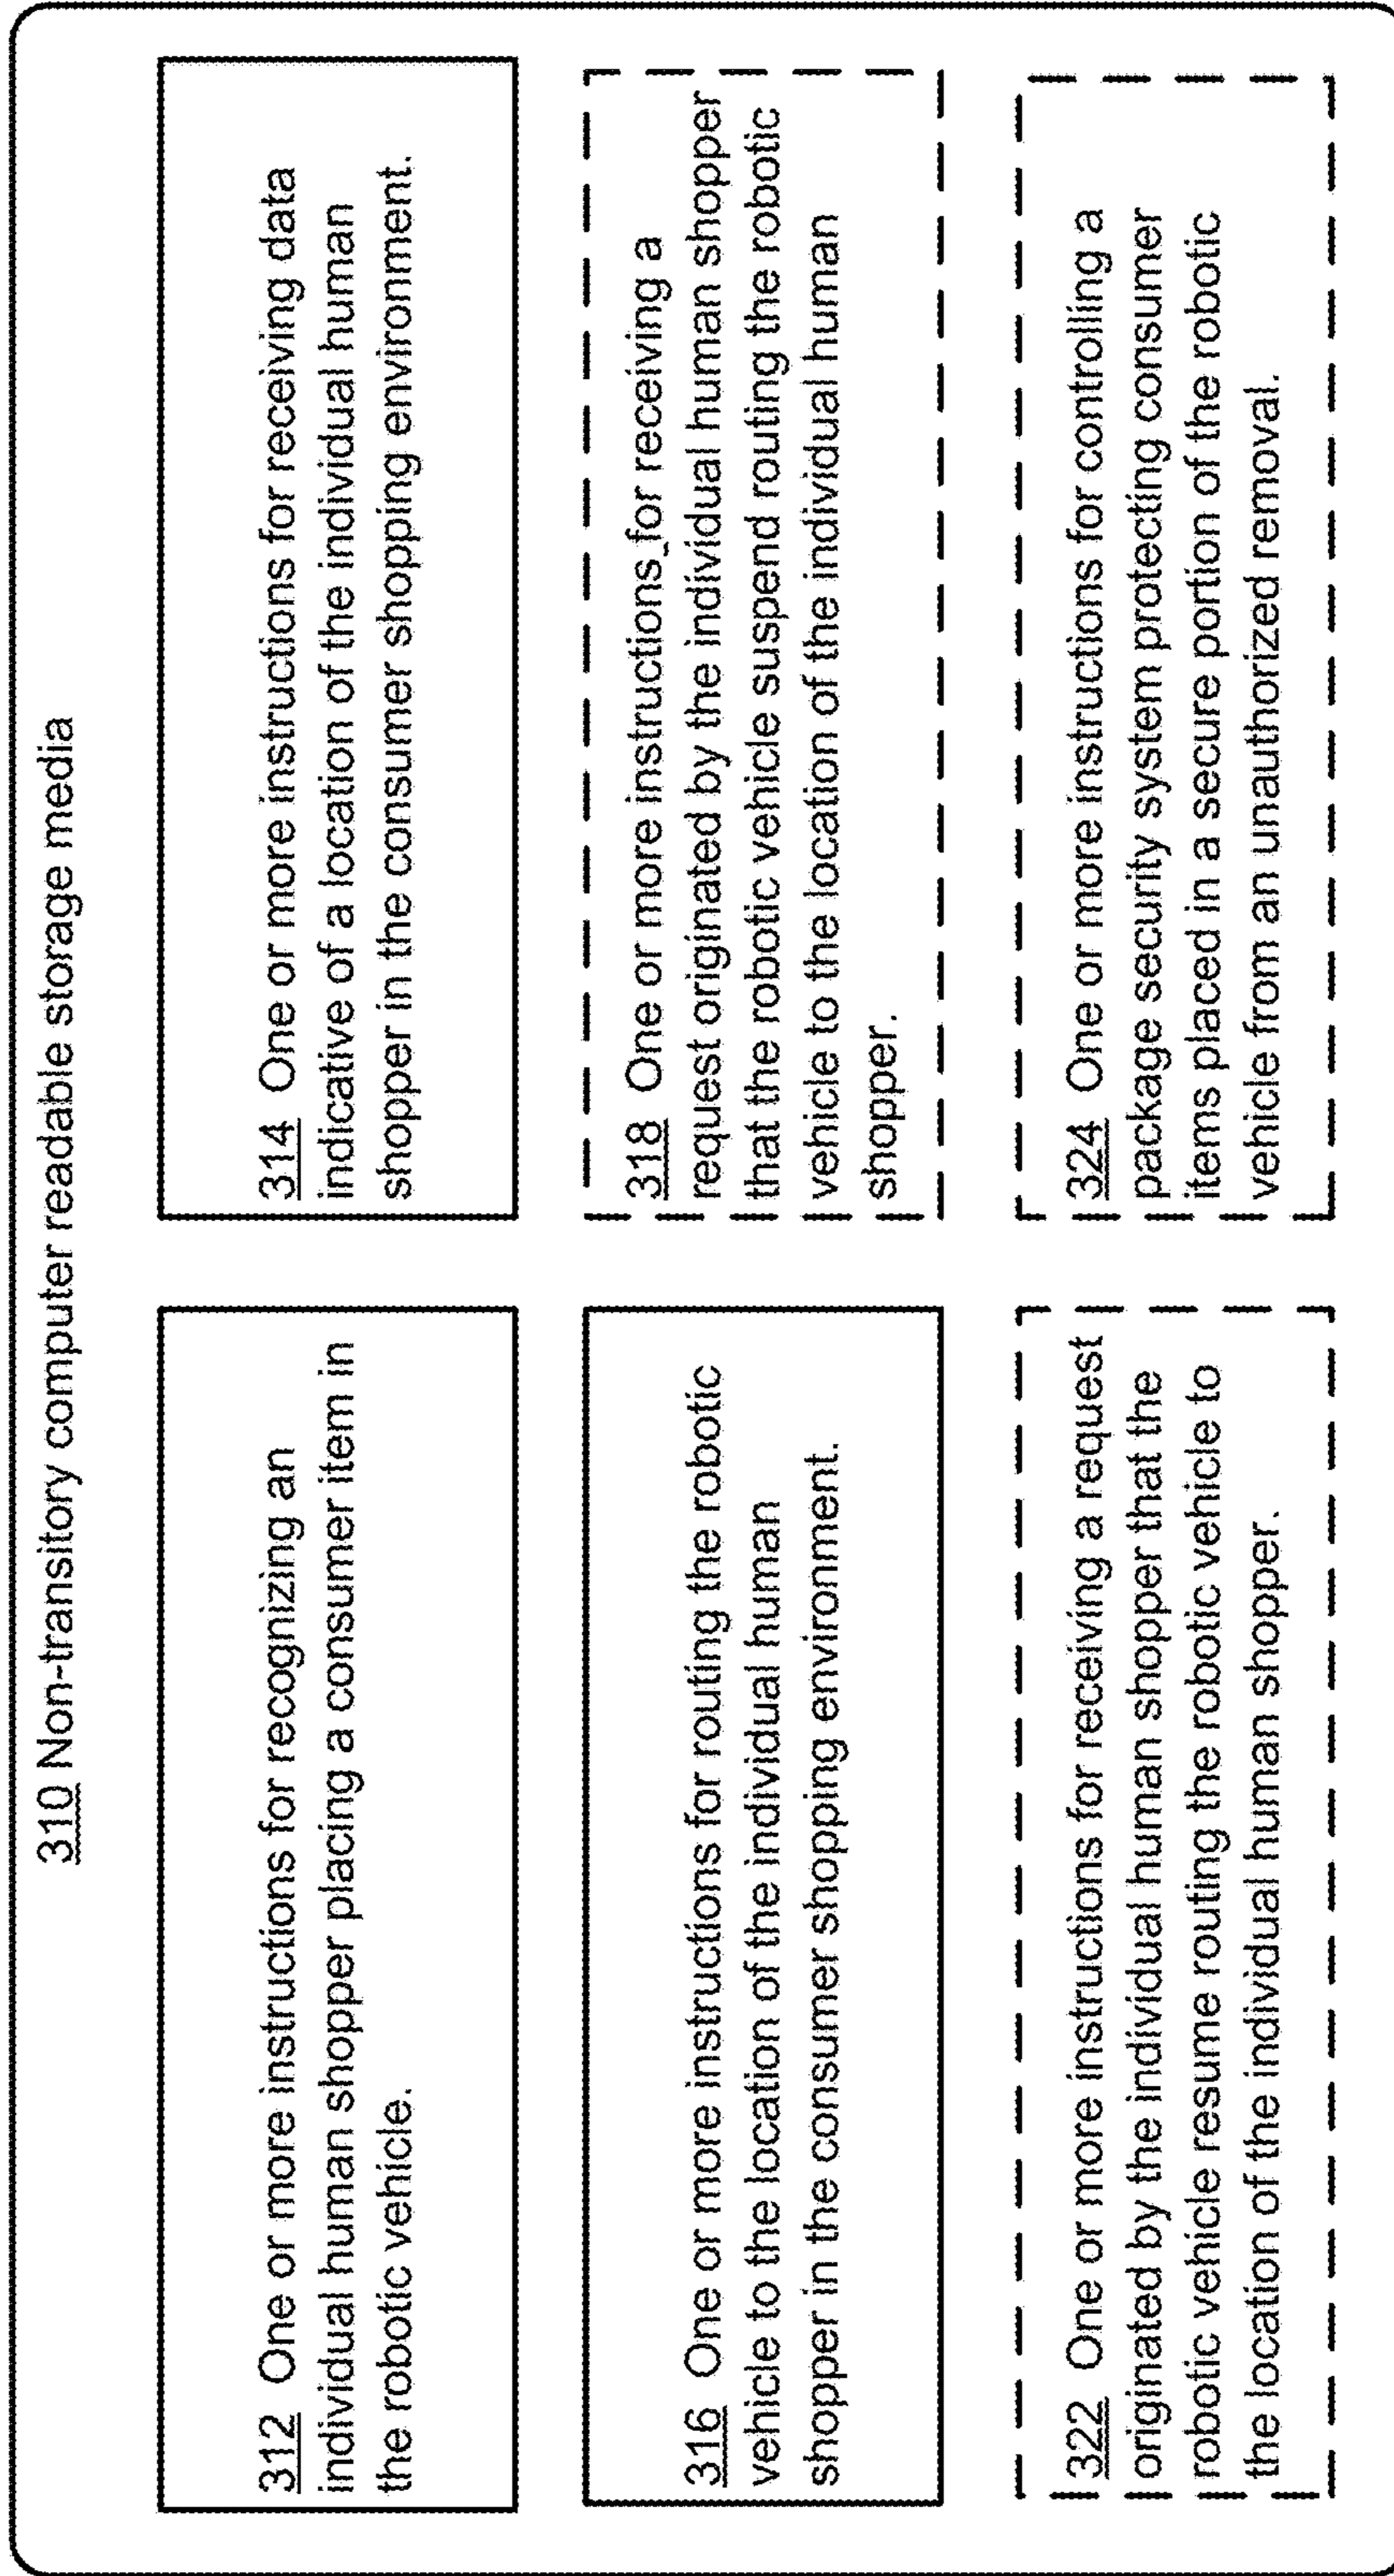 310 Non-transitory computer readable storage media
312 One or more instructions for recognizing an
individual human shopper placing a consumer item in
the robotic vehicle.
314 One or more instructions for receiving data
indicative of a location of the individual human
shopper in the consumer shopping environment.
316 One or more instructions for routing the robotic
vehicle to the location of the individual human
shopper in the consumer shopping environment.
318 One or more instructions for receiving a
request originated by the individual human shopper
that the robotic vehicle suspend routing the robotic
vehicle to the location of the individual human
shopper.
322 One or more instructions for receiving a request
originated by the individual human shopper that the
robotic vehicle resume routing the robotic vehicle to
the location of the individual human shopper.
324 One or more instructions for controlling a
package security system protecting consumer
items placed in a secure portion of the robotic
vehicle from an unauthorized removal.